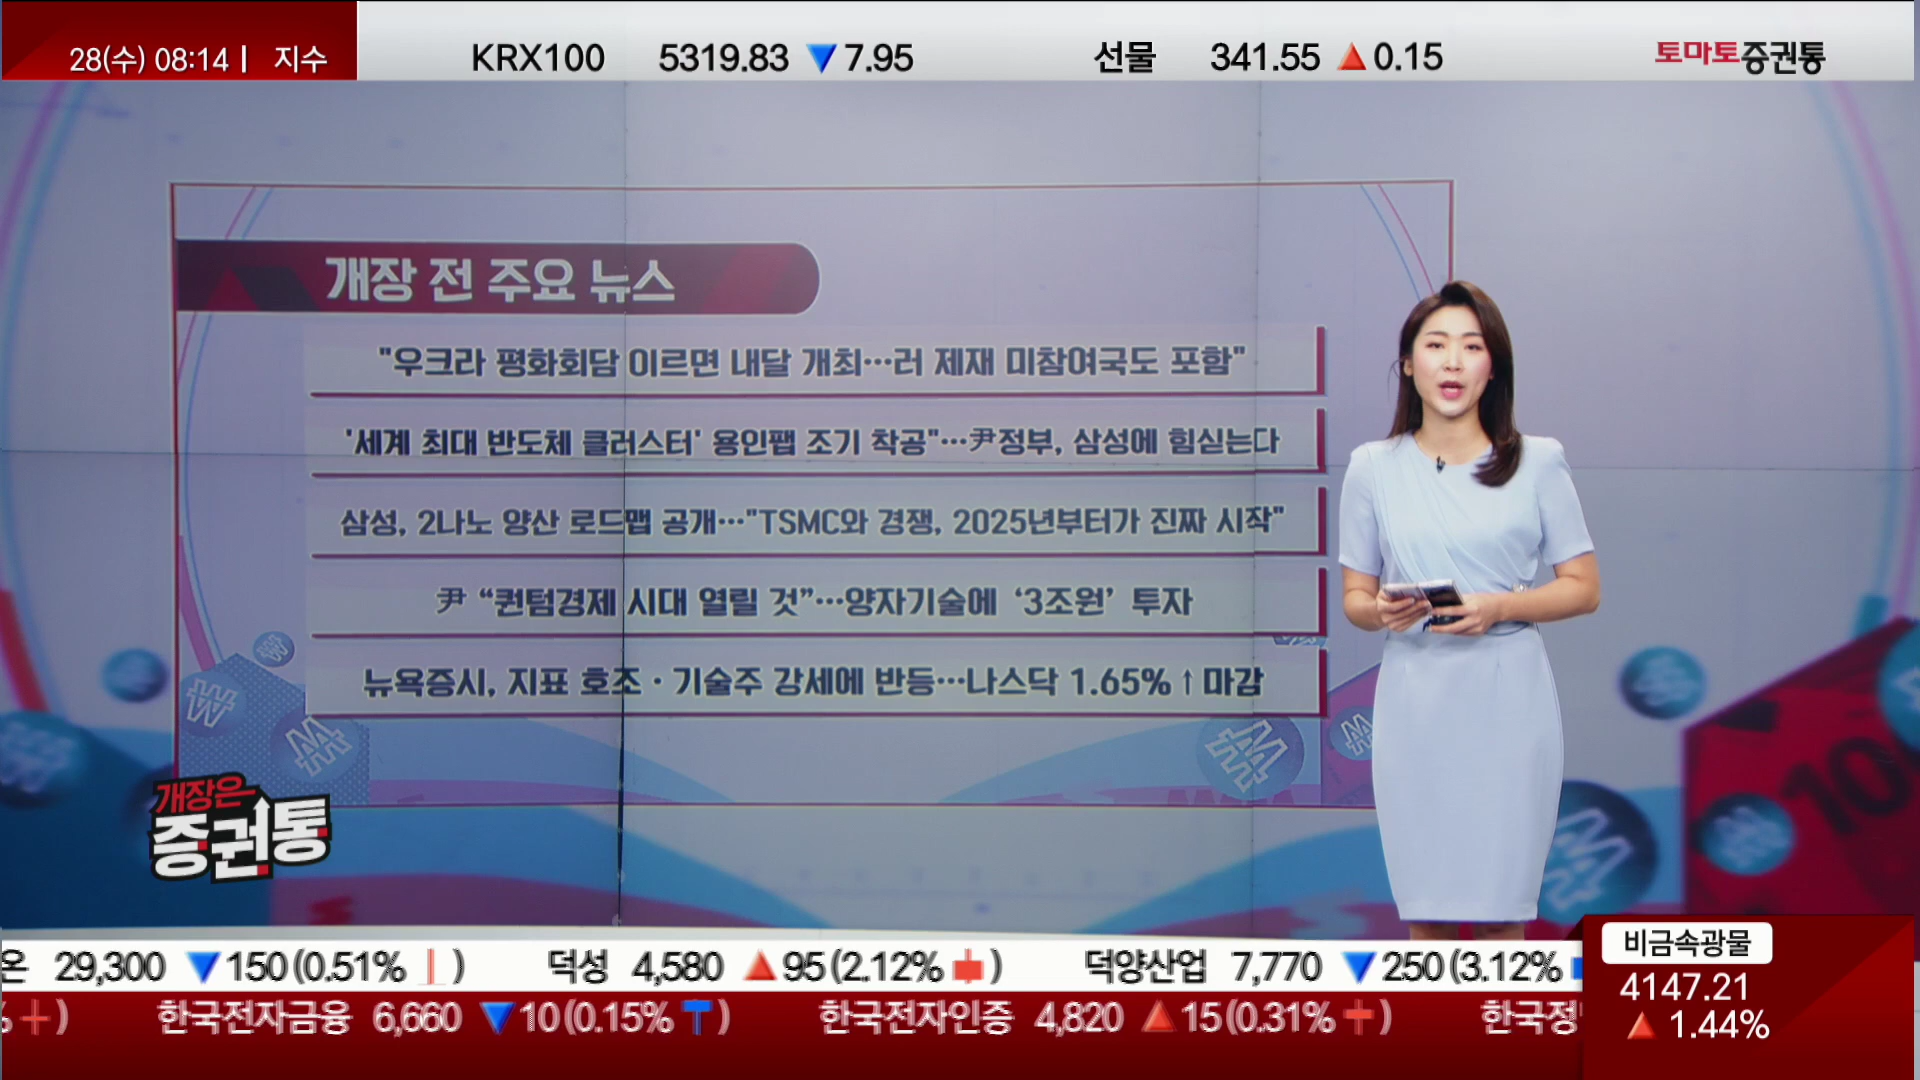 28(수) 08:14 | 지수 KRX100 5319.83 ▼ 7.95 선물 341.55 ▲ 0.15 토마토증권통
개장 전 주요 뉴스
"우크라 평화회담 이르면 내달 개최…러 제재 미참여국도 포함"
'세계 최대 반도체 클러스터' 용인팹 조기 착공"…尹정부, 삼성에 힘싣는다
삼성, 2나노 양산 로드맵 공개…"TSMC와 경쟁, 2025년부터가 진짜 시작"
尹 “퀀텀경제 시대 열릴 것”…양자기술에 ‘3조원’ 투자
뉴욕증시, 지표 호조·기술주 강세에 반등…나스닥 1.65%↑마감
개장은
증권통
100
온 29,300 ▼150(0.51% ) 덕성 4,580 ▲95(2.12% ) 덕양산업 7,770 ▼250(3.12%
% ) 한국전자금융 6,660 ▼10(0.15% ) 한국전자인증 4,820 ▲15(0.31% ) 한국정
비금속광물
4147.21
▲ 1.44%